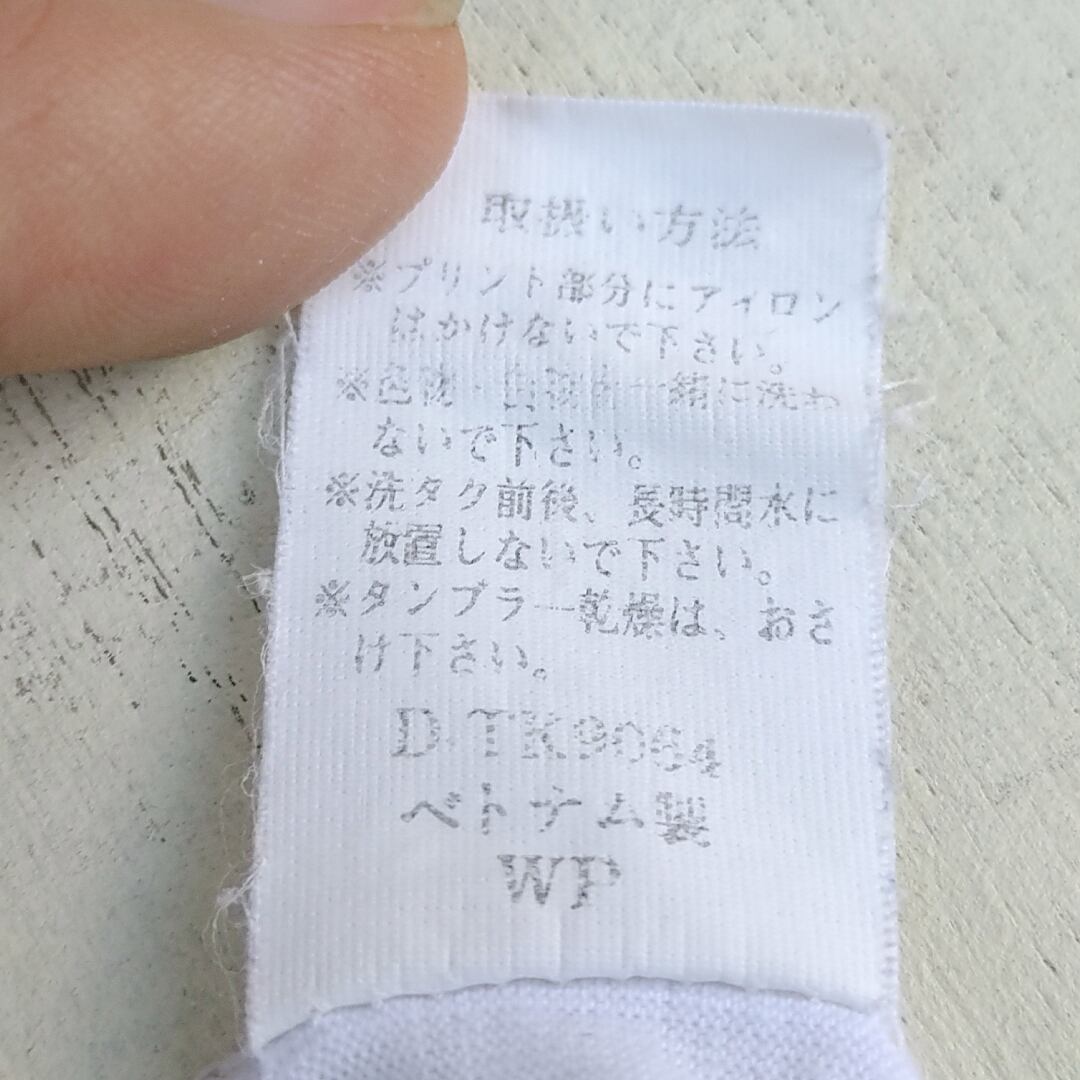 取扱い方法
※プリント部分にアイロン
はかけないで下さい。
※色物・白物を一緒に洗わ
ないで下さい。
※洗タク前後、長時間水に
放置しないで下さい。
※タンブラー乾燥は、おさ
け下さい。
D-TK9064
ベトナム製
WP